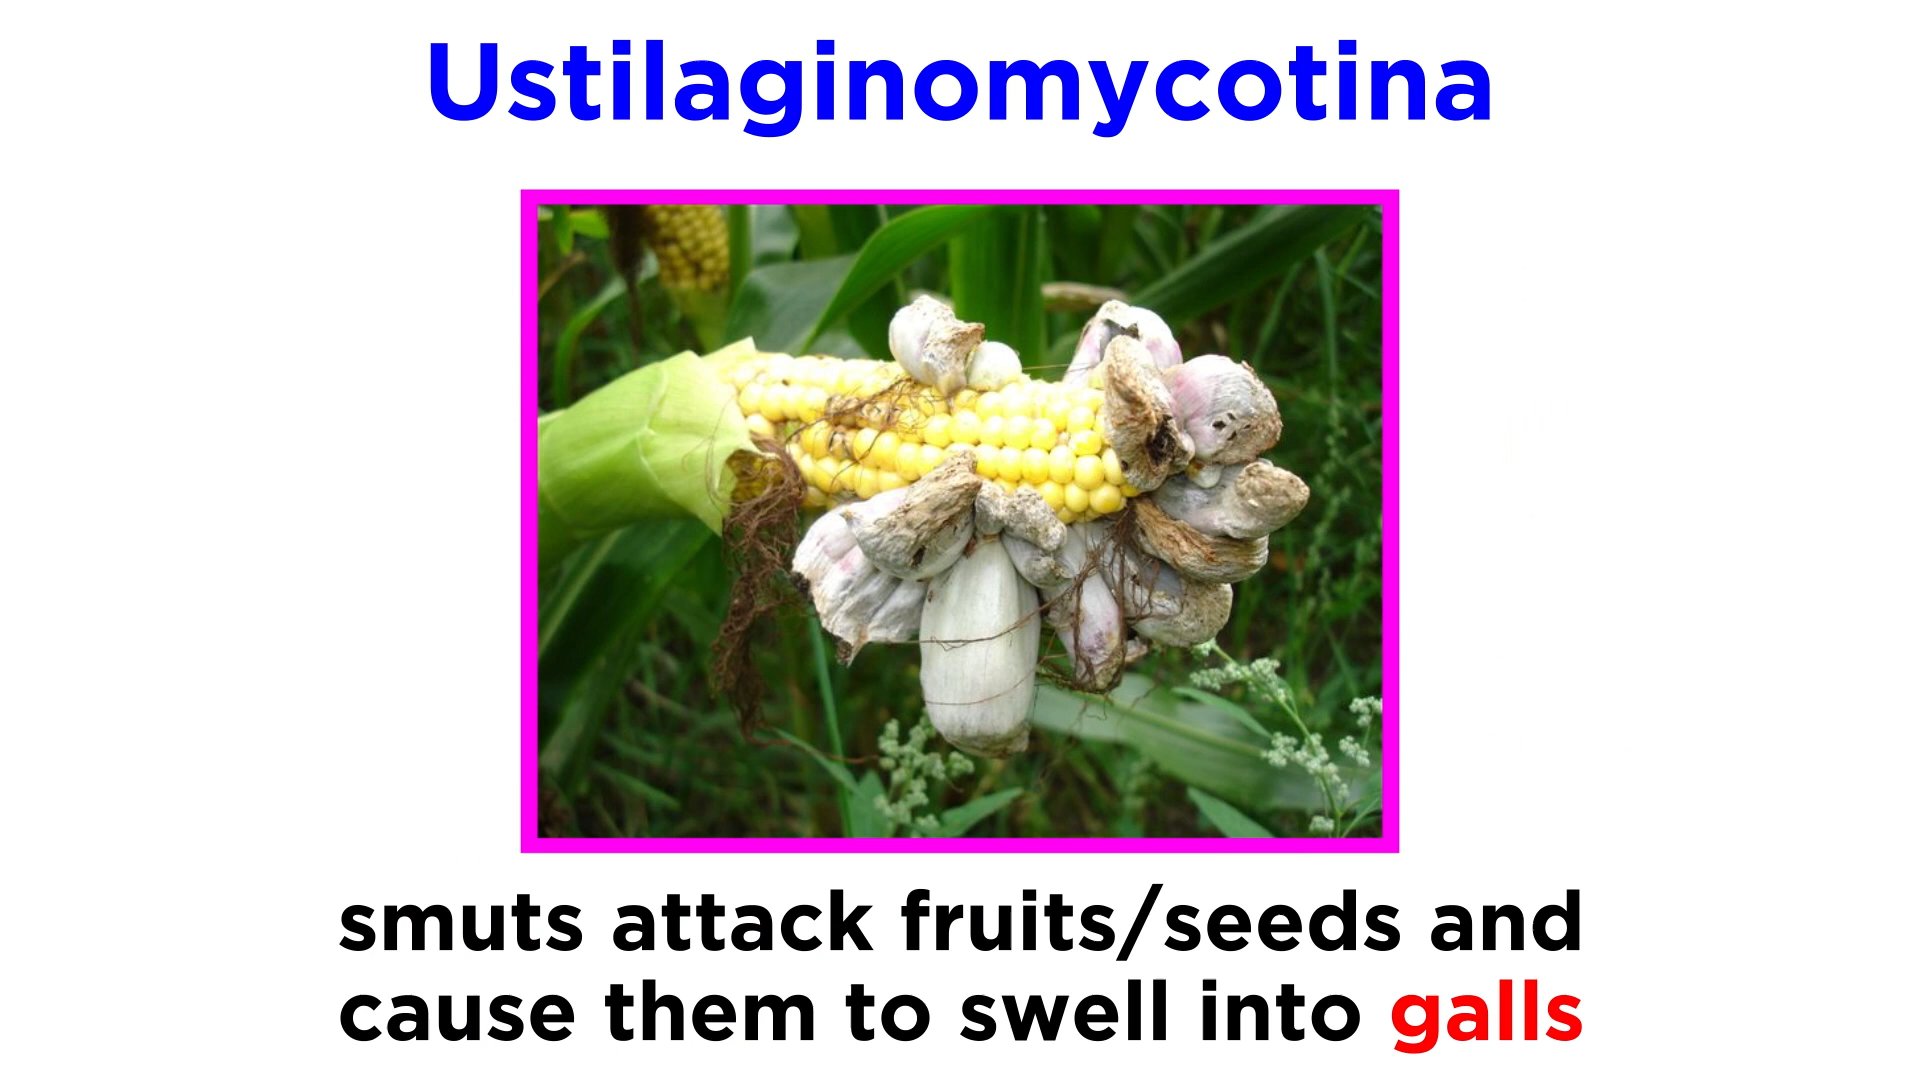 Ustilaginomycotina
smuts attack fruits/seeds and
cause them to swell into galls